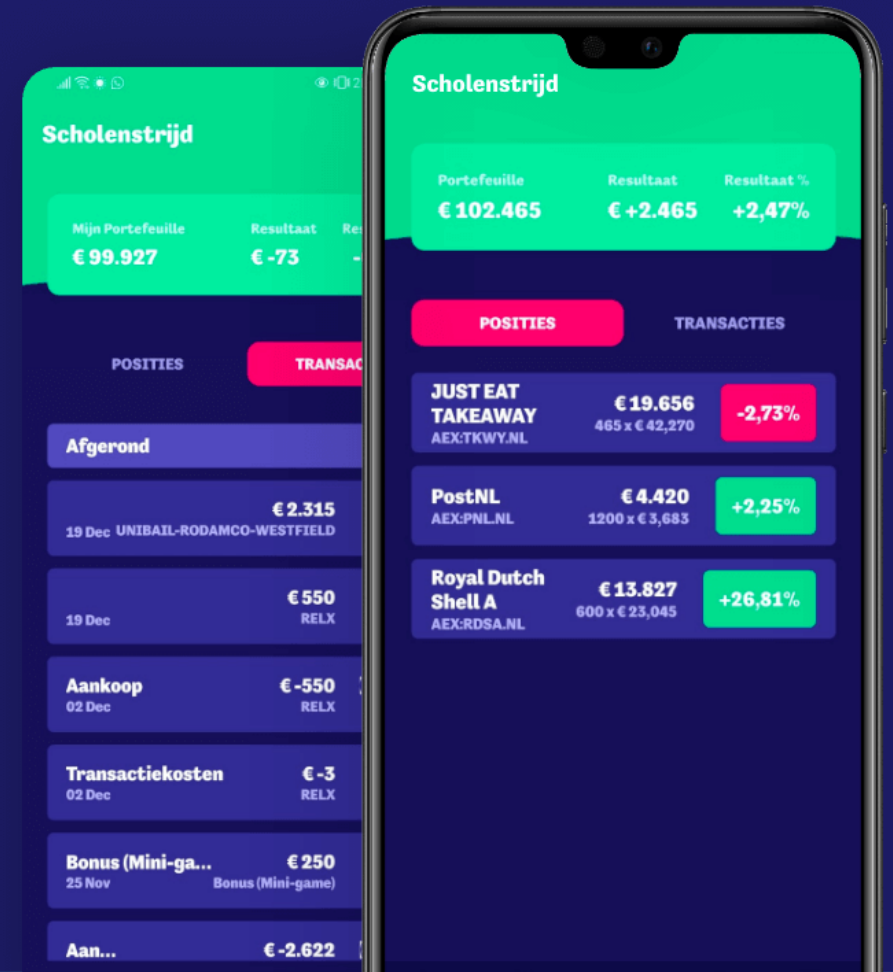 Scholenstrijd
Mijn Portefeuille Resultaat
€ 99.927 € -73
POSITIES
Afgerond
€ 2.315
19 Dec UNIBAIL-RODAMCO-WESTFIELD
€ 550
19 Dec RELX
Aankoop € -550
02 Dec RELX
Transactiekosten € -3
02 Dec RELX
Bonus (Mini-ga... € 250
25 Nov Bonus (Mini-game)
Aan... € -2.622
Scholenstrijd
Portefeuille Resultaat Resultaat %
€ 102.465 € +2.465 +2,47%
POSITIES TRANSACTIES
JUST EAT
TAKEAWAY
AEX:TKWY.NL
€ 19.656
465 x € 42,270
-2,73%
PostNL
AEX:PNL.NL
€ 4.420
1200 x € 3,683
+2,25%
Royal Dutch
Shell A
AEX:RDSA.NL
€ 13.827
600 x € 23,045
+26,81%